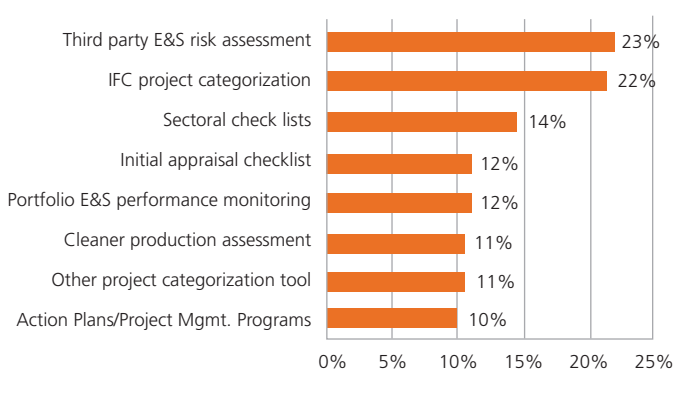 Third party E&S risk assessment 23%
IFC project categorization 22%
Sectoral check lists 14%
Initial appraisal checklist 12%
Portfolio E&S performance monitoring 12%
Cleaner production assessment 11%
Other project categorization tool 11%
Action Plans/Project Mgmt. Programs 10%
0% 5% 10% 15% 20% 25%